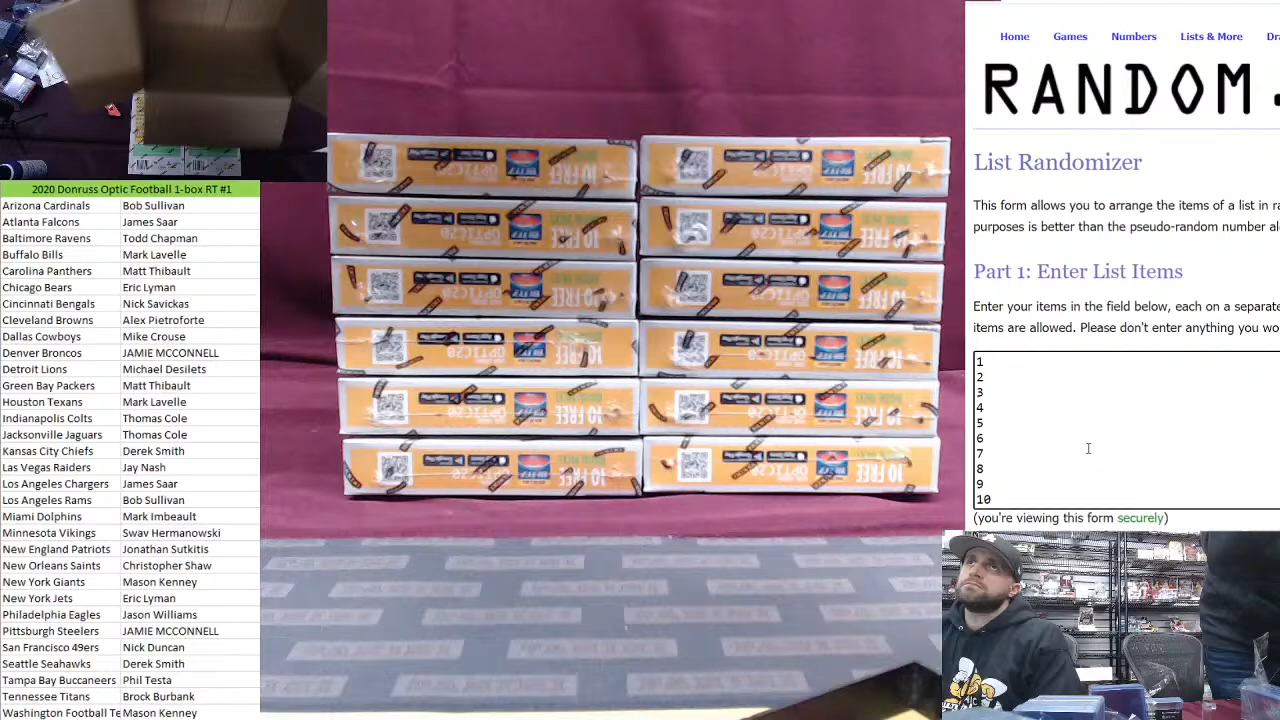 2020 Donruss Optic Football 1-box RT #1
Arizona Cardinals Bob Sullivan
Atlanta Falcons James Saar
Baltimore Ravens Todd Chapman
Buffalo Bills Mark Lavelle
Carolina Panthers Matt Thibault
Chicago Bears Eric Lyman
Cincinnati Bengals Nick Savickas
Cleveland Browns Alex Pietroforte
Dallas Cowboys Mike Crouse
Denver Broncos JAMIE MCCONNELL
Detroit Lions Michael Desilets
Green Bay Packers Matt Thibault
Houston Texans Mark Lavelle
Indianapolis Colts Thomas Cole
Jacksonville Jaguars Thomas Cole
Kansas City Chiefs Derek Smith
Las Vegas Raiders Jay Nash
Los Angeles Chargers James Saar
Los Angeles Rams Bob Sullivan
Miami Dolphins Mark Imbeault
Minnesota Vikings Swav Hermanowski
New England Patriots Jonathan Sutkitis
New Orleans Saints Christopher Shaw
New York Giants Mason Kenney
New York Jets Eric Lyman
Philadelphia Eagles Jason Williams
Pittsburgh Steelers JAMIE MCCONNELL
San Francisco 49ers Nick Duncan
Seattle Seahawks Derek Smith
Tampa Bay Buccaneers Phil Testa
Tennessee Titans Brock Burbank
Washington Football Te Mason Kenney
10 FREE
OPTIC20
Home Games Numbers Lists & More Dr
RANDOM.
List Randomizer
This form allows you to arrange the items of a list in ra
purposes is better than the pseudo-random number al
Part 1: Enter List Items
Enter your items in the field below, each on a separat
items are allowed. Please don't enter anything you wo
1
2
3
4
5
6
7
8
9
10
(you're viewing this form securely)